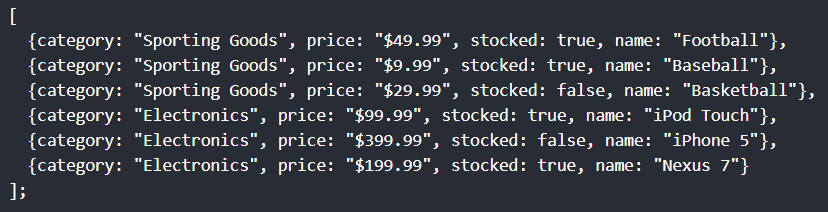 [
  {category: "Sporting Goods", price: "$49.99", stocked: true, name: "Football"},
  {category: "Sporting Goods", price: "$9.99", stocked: true, name: "Baseball"},
  {category: "Sporting Goods", price: "$29.99", stocked: false, name: "Basketball"},
  {category: "Electronics", price: "$99.99", stocked: true, name: "iPod Touch"},
  {category: "Electronics", price: "$399.99", stocked: false, name: "iPhone 5"},
  {category: "Electronics", price: "$199.99", stocked: true, name: "Nexus 7"}
];